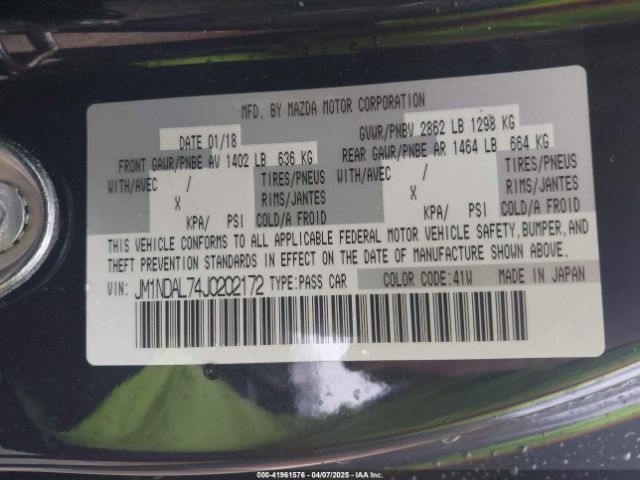 MFD. BY MAZDA MOTOR CORPORATION
DATE 01/18 GVWR/PNBV 2862 LB 1298 KG
FRONT GAWR/PNBE AV 1402 LB 636 KG REAR GAWR/PNBE AR 1464 LB 664 KG
WITH/AVEC / TIRES/PNEUS WITH/AVEC / TIRES/PNEUS
X RIMS/JANTES X RIMS/JANTES
KPA/ PSI COLD/A FROID KPA/ PSI COLD/A FROID
THIS VEHICLE CONFORMS TO ALL APPLICABLE FEDERAL MOTOR VEHICLE SAFETY, BUMPER, AND
THEFT PREVENTION STANDARDS IN EFFECT ON THE DATE OF MANUFACTURE SHOWN ABOVE.
VIN: JM1NDAL74J0202172 TYPE: PASS CAR COLOR CODE: 41W MADE IN JAPAN
000-41961576 - 04/07/2025 - IAA Inc.